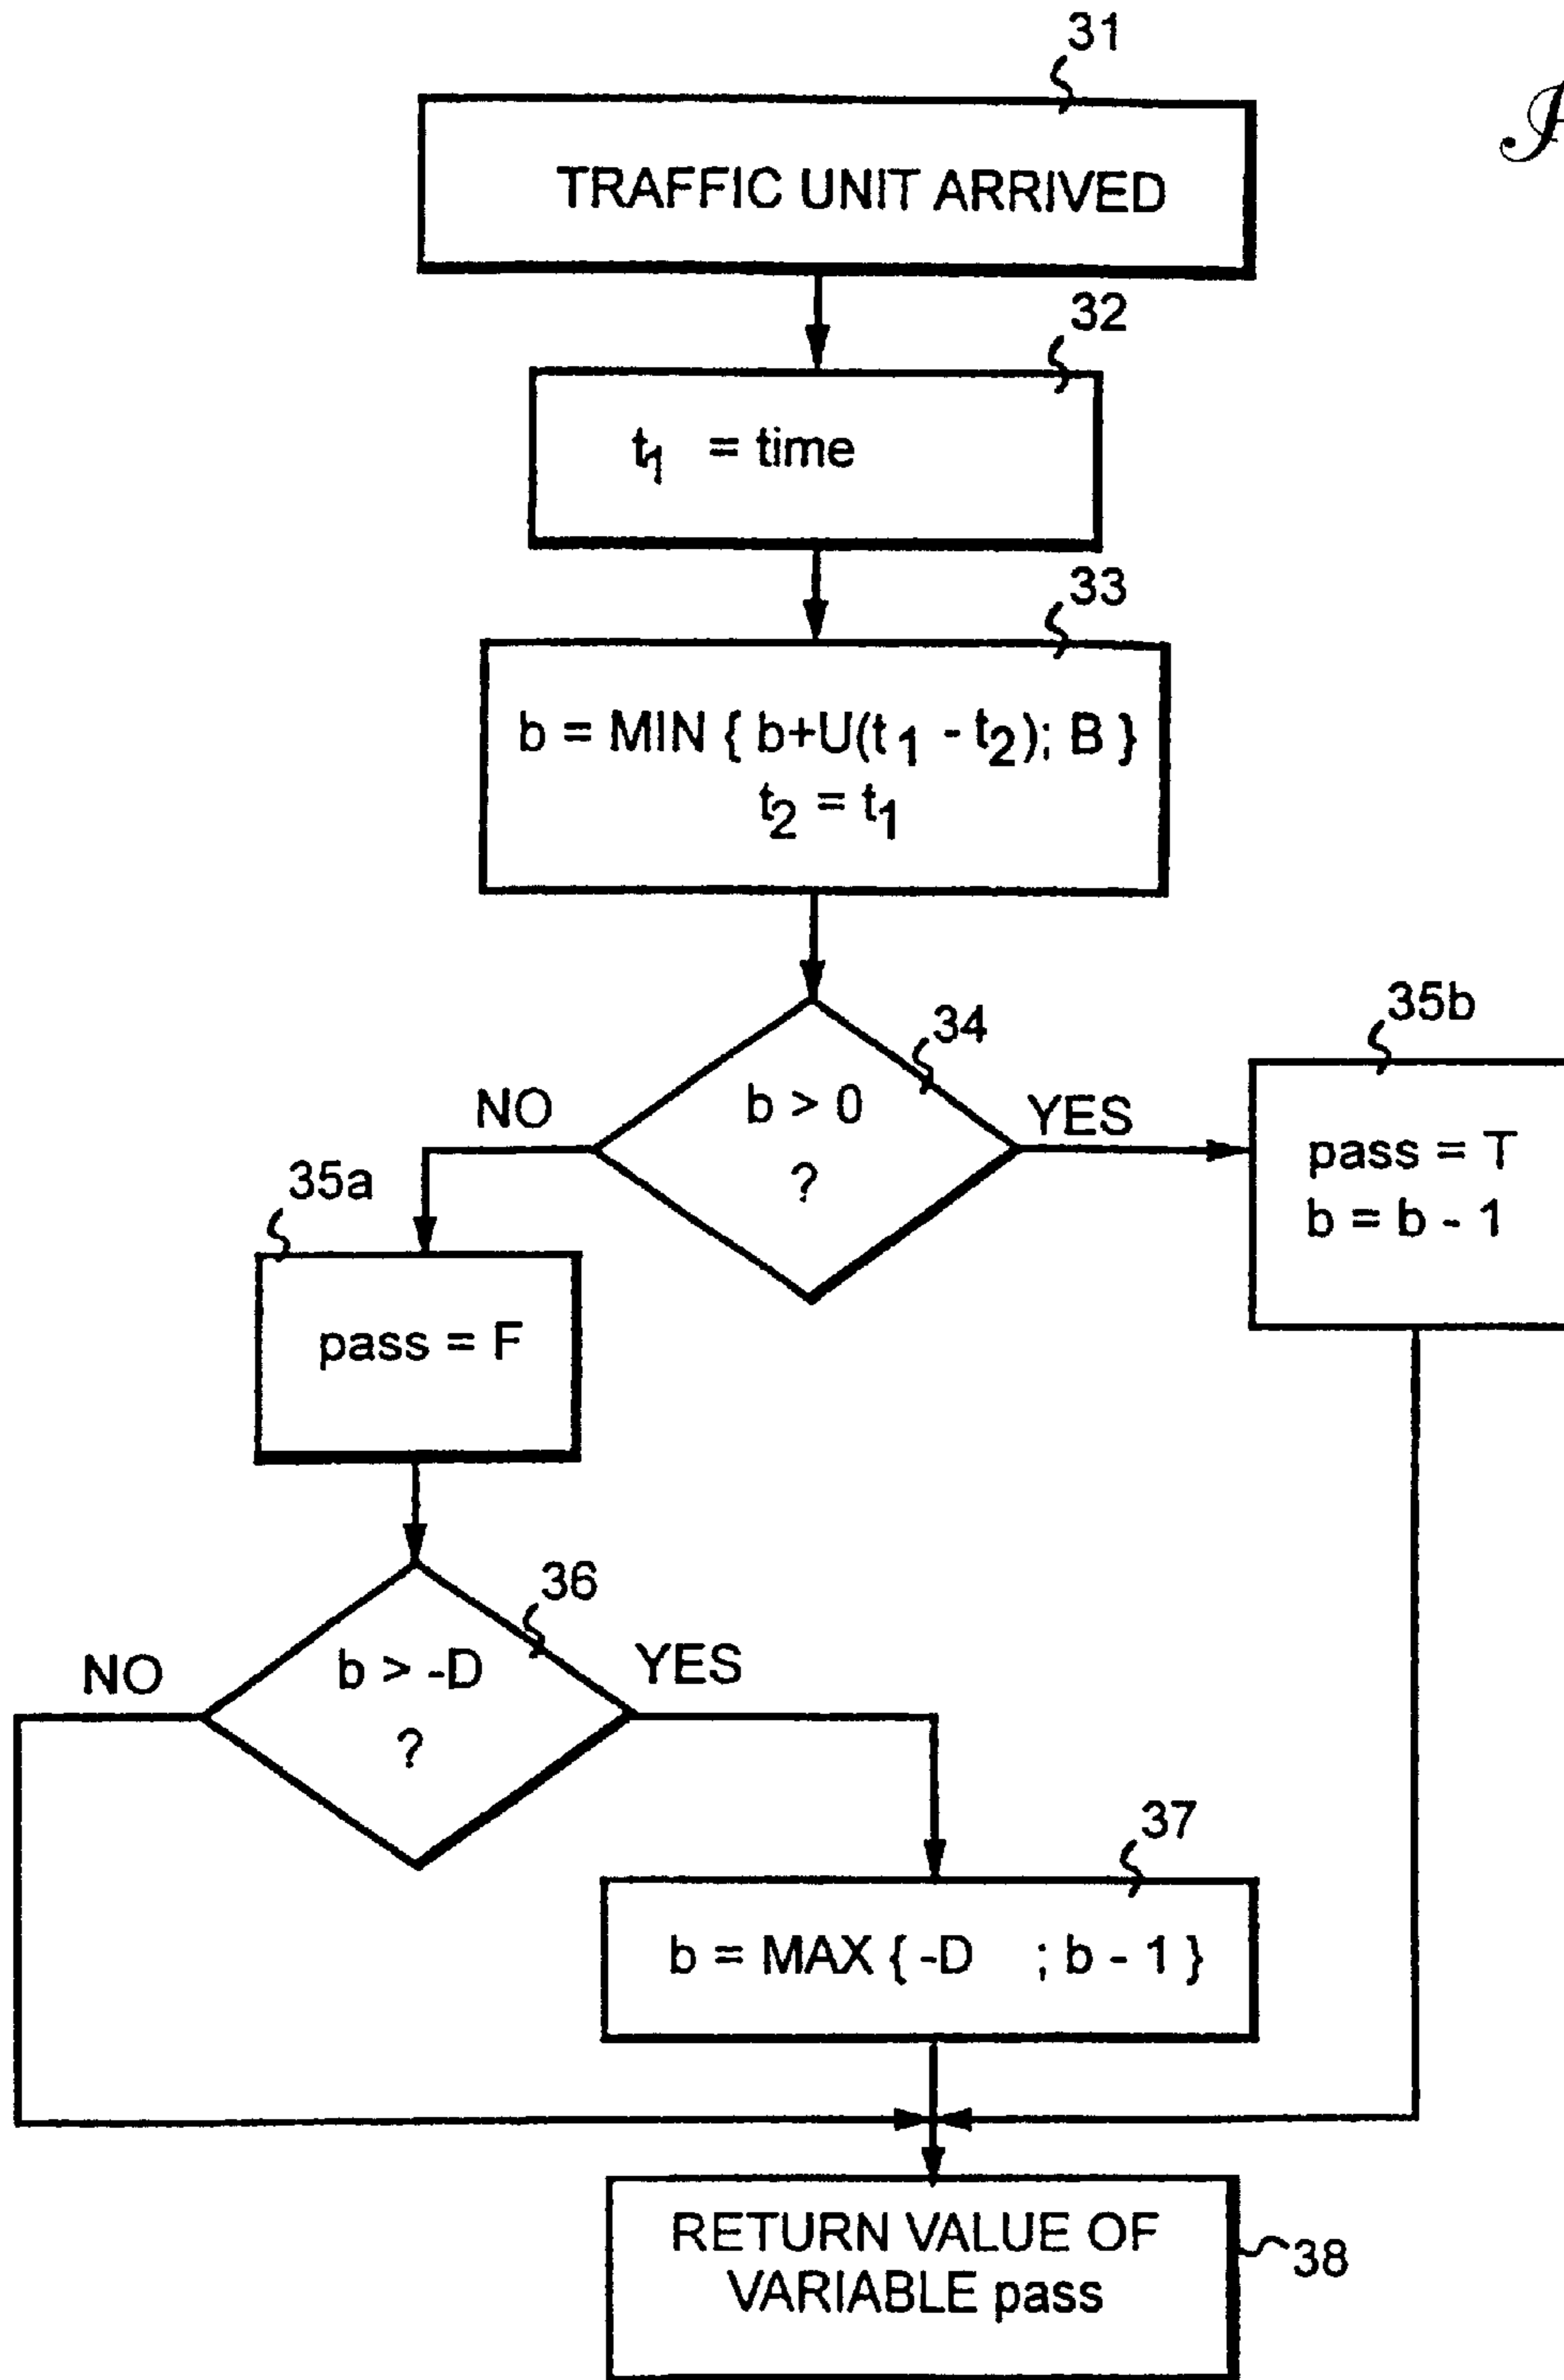 31
TRAFFIC UNIT ARRIVED
32
t1 = time
33
b = MIN { b+U(t1 - t2); B }
t2 = t1
34
b > 0
?
NO
YES
35b
pass = T
b = b - 1
35a
pass = F
36
b > -D
?
NO
YES
37
b = MAX { -D ; b - 1 }
RETURN VALUE OF
VARIABLE pass
38